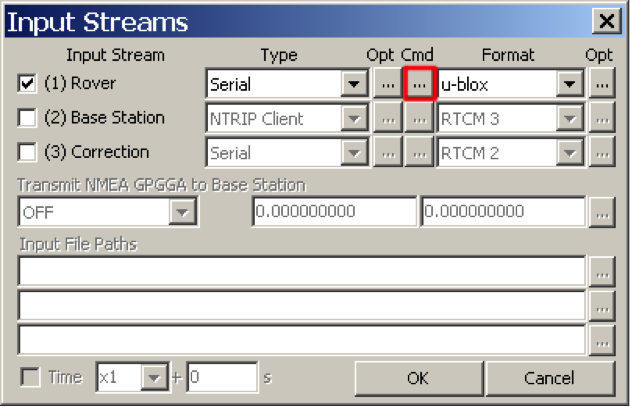 Input Streams
Input Stream Type Opt Cmd Format Opt
(1) Rover Serial ... ... u-blox ...
(2) Base Station NTRIP Client ... ... RTCM 3 ...
(3) Correction Serial ... ... RTCM 2 ...
Transmit NMEA GPGGA to Base Station
OFF 0.000000000 0.000000000 ...
Input File Paths
...
...
...
Time x1 + 0 s OK Cancel